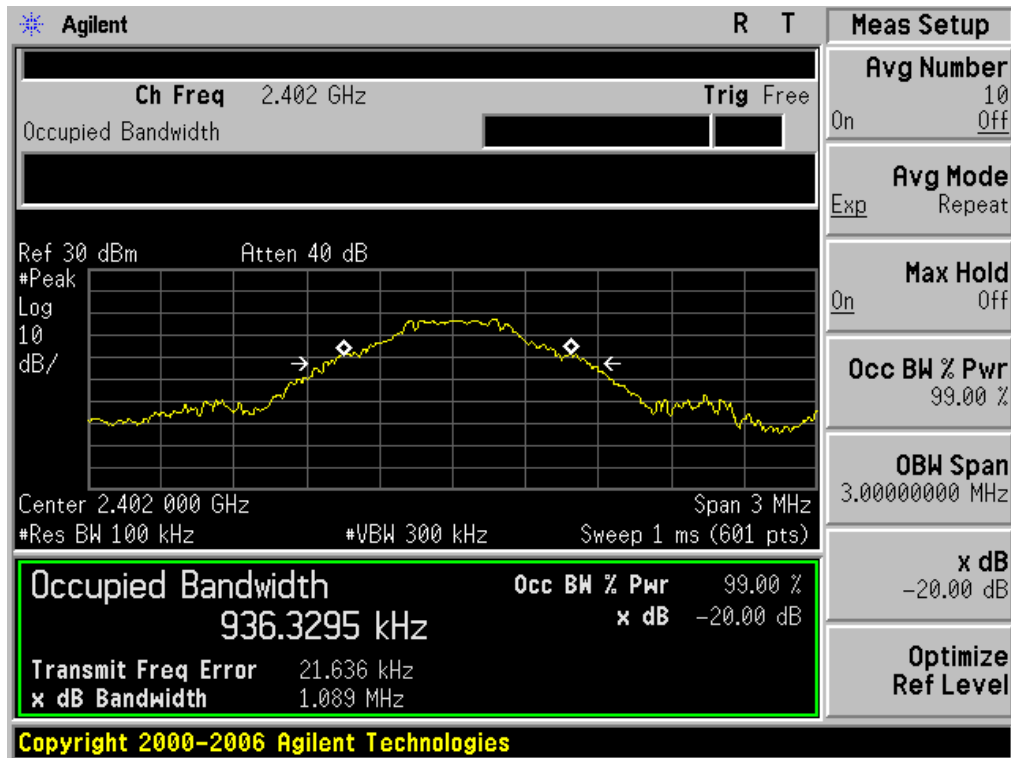 Agilent R T
Ch Freq 2.402 GHz Trig Free
Occupied Bandwidth
Ref 30 dBm Atten 40 dB
#Peak
Log
10
dB/
Center 2.402 000 GHz Span 3 MHz
#Res BW 100 kHz #VBW 300 kHz Sweep 1 ms (601 pts)
Occupied Bandwidth Occ BW % Pwr 99.00 %
936.3295 kHz x dB -20.00 dB
Transmit Freq Error 21.636 kHz
x dB Bandwidth 1.089 MHz
Copyright 2000-2006 Agilent Technologies
Meas Setup
Avg Number
10
On Off
Avg Mode
Exp Repeat
Max Hold
On Off
Occ BW % Pwr
99.00 %
OBW Span
3.00000000 MHz
x dB
-20.00 dB
Optimize
Ref Level